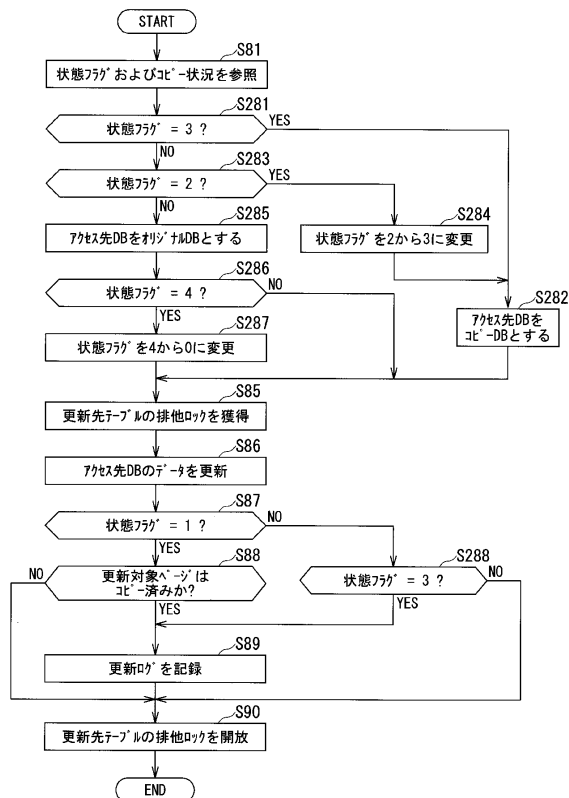 START
S81
状態フラグおよびコピー状況を参照
S281
状態フラグ = 3 ?
YES
NO
S283
状態フラグ = 2 ?
YES
NO
S285
アクセス先DBをオリジナルDBとする
S284
状態フラグを2から3に変更
S286
状態フラグ = 4 ?
NO
YES
S282
アクセス先DBを
コピーDBとする
S287
状態フラグを4から0に変更
S85
更新先テーブルの排他ロックを獲得
S86
アクセス先DBのデータを更新
S87
状態フラグ = 1 ?
NO
YES
S88
NO
更新対象ページは
コピー済みか?
YES
S288
状態フラグ = 3 ?
NO
YES
S89
更新ログを記録
S90
更新先テーブルの排他ロックを開放
END